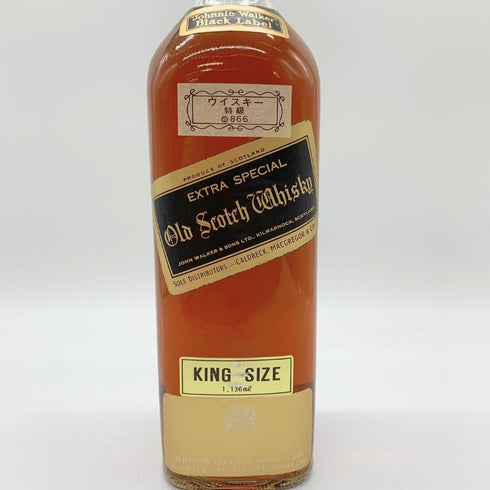 Johnnie Walker
Black Label
ウイスキー
特級
◎866
PRODUCE OF SCOTLAND
EXTRA SPECIAL
Old Scotch Whisky
JOHN WALKER & SONS LTD., KILMARNOCK, SCOTLAND
SOLE DISTRIBUTORS —CALDBECK, MACGREGOR & CO
KING SIZE
1,136mℓ
JOHN WALKER & SONS, LTD.